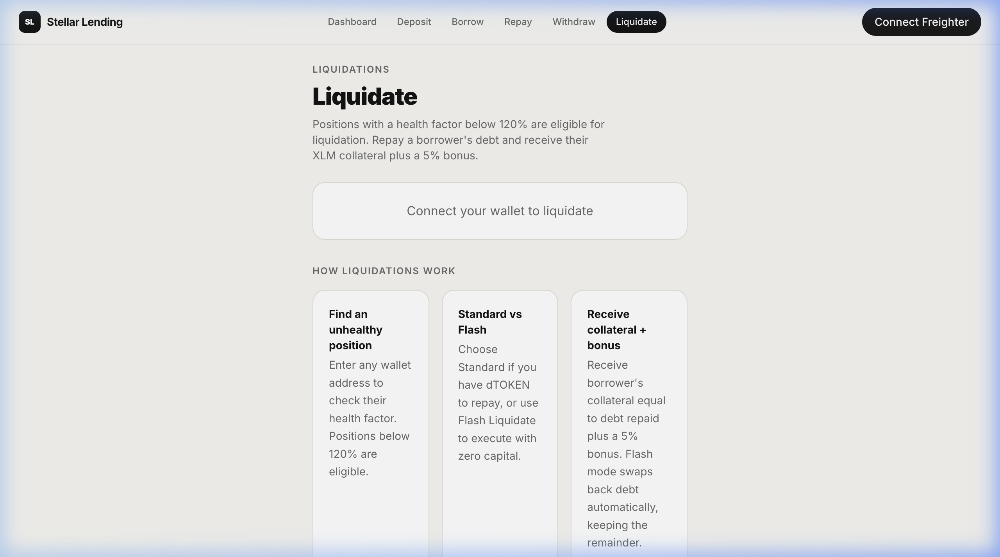 SL Stellar Lending
Dashboard Deposit Borrow Repay Withdraw Liquidate
Connect Freighter
LIQUIDATIONS
Liquidate
Positions with a health factor below 120% are eligible for
liquidation. Repay a borrower's debt and receive their
XLM collateral plus a 5% bonus.
Connect your wallet to liquidate
HOW LIQUIDATIONS WORK
Find an
unhealthy
position
Enter any wallet
address to
check their
health factor.
Positions below
120% are
eligible.
Standard vs
Flash
Choose
Standard if you
have dTOKEN
to repay, or use
Flash Liquidate
to execute with
zero capital.
Receive
collateral +
bonus
Receive
borrower's
collateral equal
to debt repaid
plus a 5%
bonus. Flash
mode swaps
back debt
automatically,
keeping the
remainder.